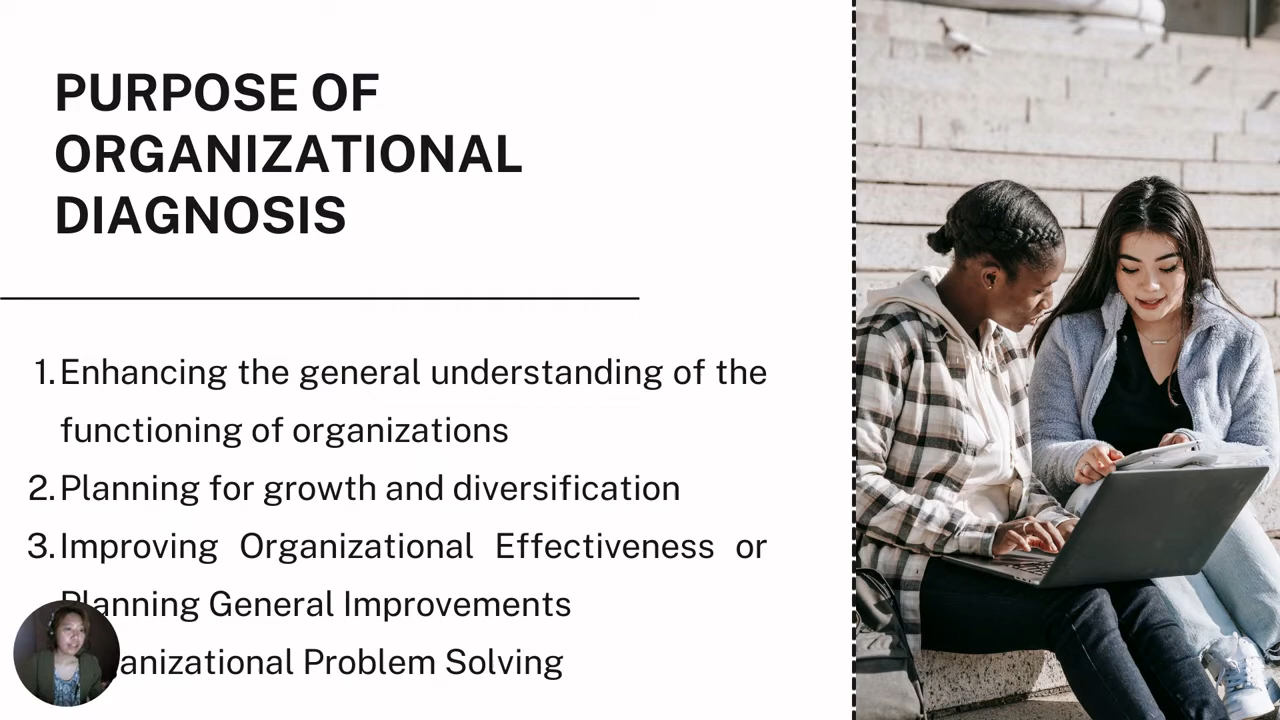 PURPOSE OF
ORGANIZATIONAL
DIAGNOSIS
1. Enhancing the general understanding of the
functioning of organizations
2. Planning for growth and diversification
3. Improving Organizational Effectiveness or
Planning General Improvements
Problem Solving